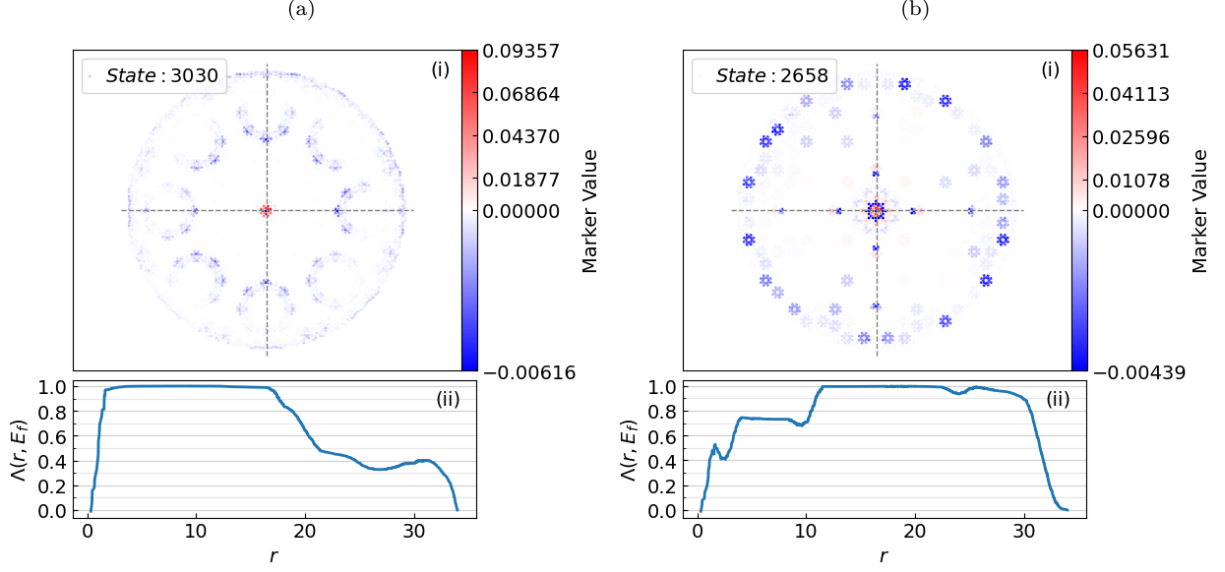 (a)
State : 3030
(i)
0.09357
0.06864
0.04370
0.01877
0.00000
−0.00616
Marker Value
Λ(r, E_f)
1.0
0.8
0.6
0.4
0.2
0.0
(ii)
0
10
20
30
r
(b)
State : 2658
(i)
0.05631
0.04113
0.02596
0.01078
0.00000
−0.00439
Marker Value
Λ(r, E_f)
1.0
0.8
0.6
0.4
0.2
0.0
(ii)
0
10
20
30
r